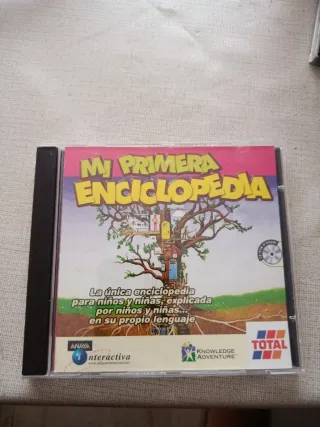 MI PRIMERA
ENCICLOPEDIA
La única enciclopedia
para niños y niñas, explicada
por niños y niñas...
en su propio lenguaje
ANAYA
interactiva
KNOWLEDGE
ADVENTURE
TOTAL